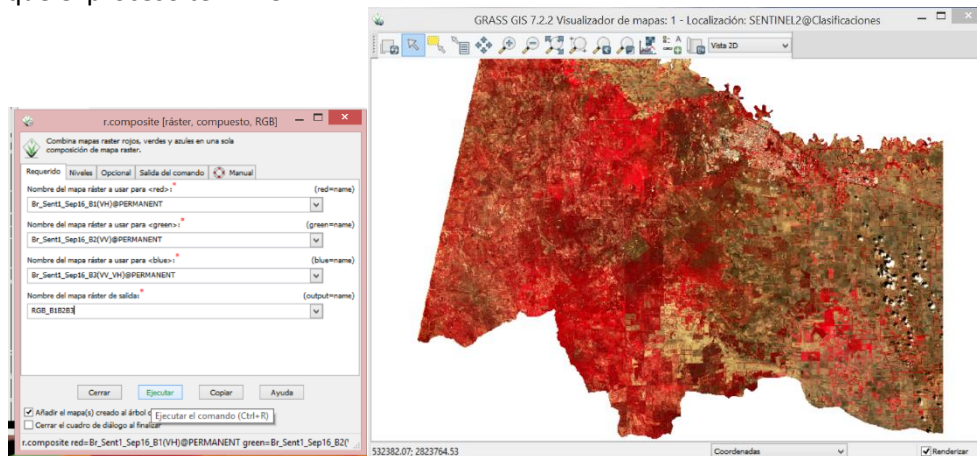 GRASS GIS 7.2.2 Visualizador de mapas: 1 - Localización: SENTINEL2@Clasificaciones
Vista 2D
r.composite [ráster, compuesto, RGB]
Combina mapas raster rojos, verdes y azules en una sola
composición de mapa raster.
Requerido Niveles Opcional Salida del comando Manual
Nombre del mapa ráster a usar para <red>:* (red=name)
Br_Sent1_Sep16_B1(VH)@PERMANENT
Nombre del mapa ráster a usar para <green>:* (green=name)
Br_Sent1_Sep16_B2(VV)@PERMANENT
Nombre del mapa ráster a usar para <blue>:* (blue=name)
Br_Sent1_Sep16_B3(VV_VH)@PERMANENT
Nombre del mapa ráster de salida:* (output=name)
RGB_B1B2B3
Cerrar Ejecutar Copiar Ayuda
Añadir el mapa(s) creado al árbol
Ejecutar el comando (Ctrl+R)
Cerrar el cuadro de diálogo al finalizar
r.composite red=Br_Sent1_Sep16_B1(VH)@PERMANENT green=Br_Sent1_Sep16_B2(
532382.07; 2823764.53 Coordenadas Renderizar